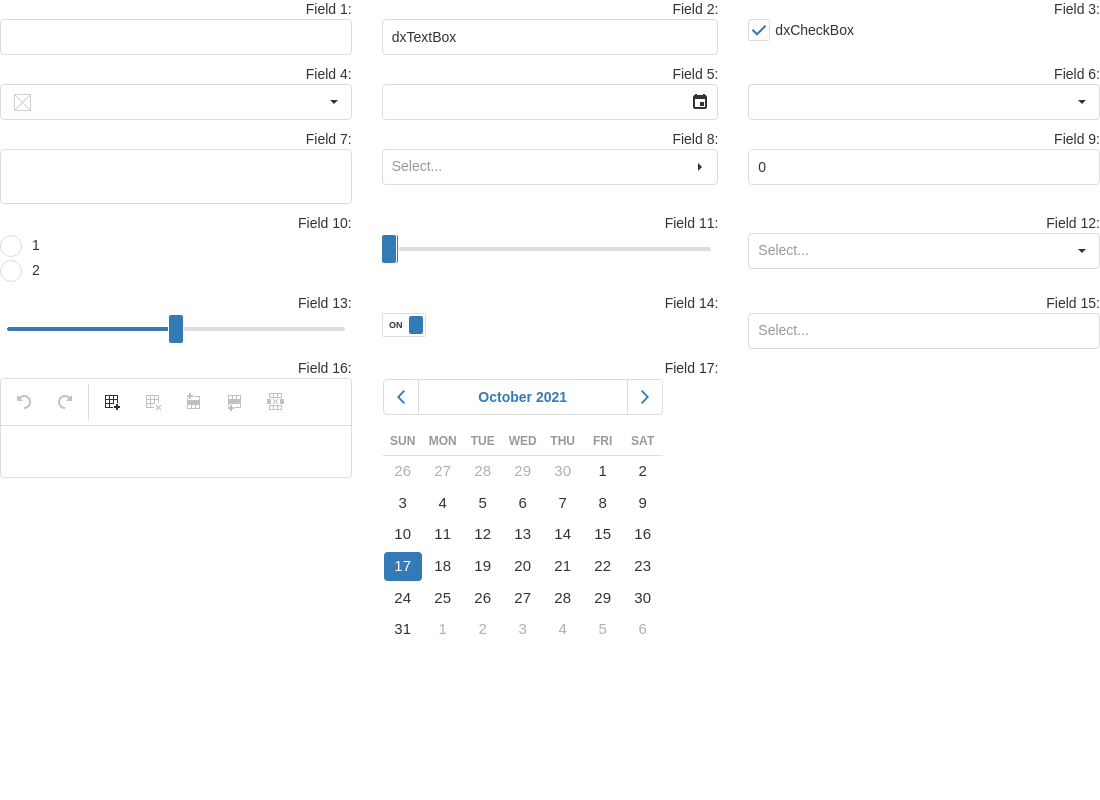 Field 1:
Field 2:
dxTextBox
Field 3:
dxCheckBox
Field 4:
Field 5:
Field 6:
Field 7:
Field 8:
Select...
Field 9:
0
Field 10:
1
2
Field 11:
Field 12:
Select...
Field 13:
Field 14:
ON
Field 15:
Select...
Field 16:
Field 17:
October 2021
SUN MON TUE WED THU FRI SAT
26 27 28 29 30 1 2
3 4 5 6 7 8 9
10 11 12 13 14 15 16
17 18 19 20 21 22 23
24 25 26 27 28 29 30
31 1 2 3 4 5 6